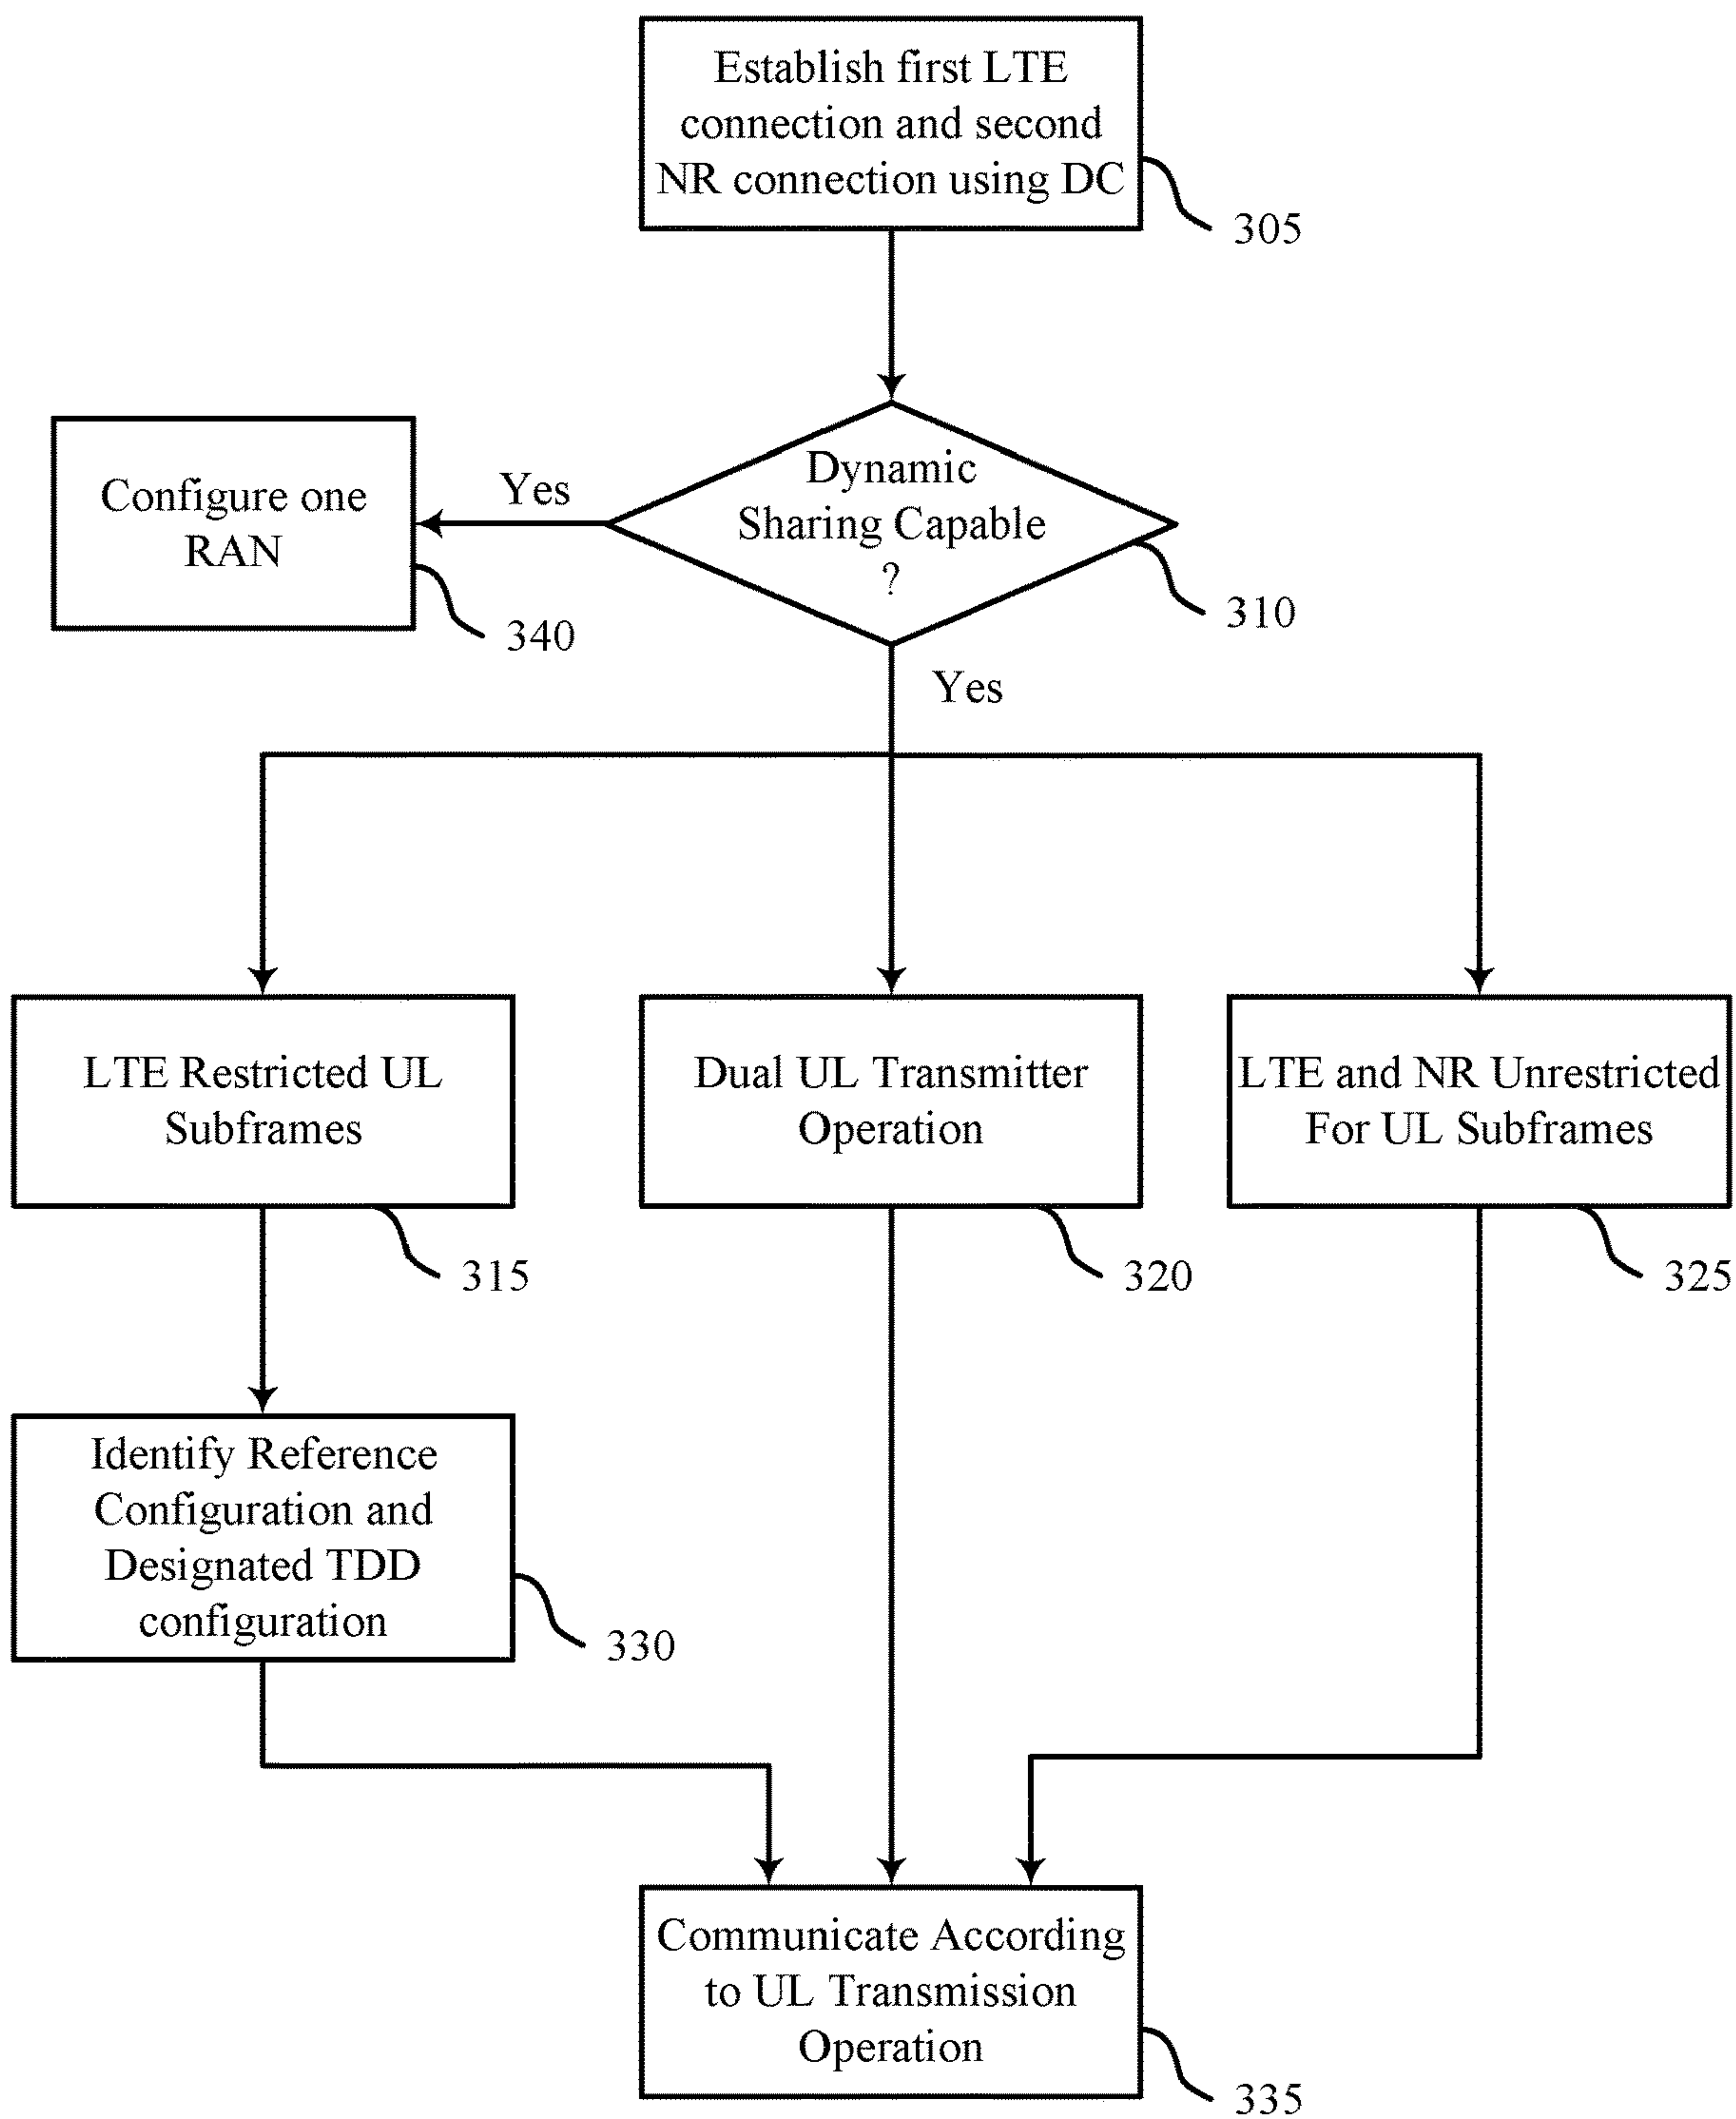 Establish first LTE
connection and second
NR connection using DC
305
Dynamic
Sharing Capable
?
310
Yes
Configure one
RAN
340
Yes
LTE Restricted UL
Subframes
315
Dual UL Transmitter
Operation
320
LTE and NR Unrestricted
For UL Subframes
325
Identify Reference
Configuration and
Designated TDD
configuration
330
Communicate According
to UL Transmission
Operation
335